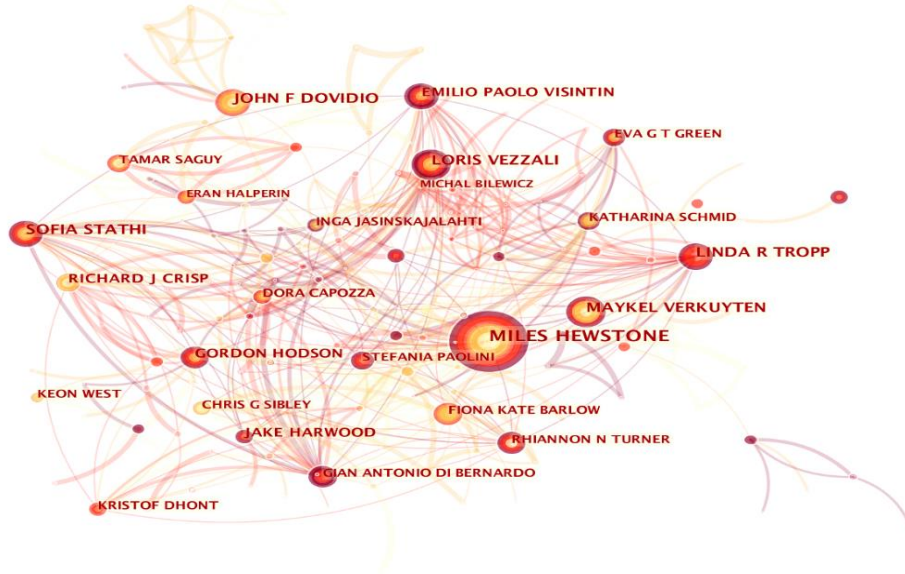 EMILIO PAOLO VISINTIN
JOHN F DOVIDIO
EVA G T GREEN
TAMAR SAGUY
LORIS VEZZALI
MICHAL BILEWICZ
ERAN HALPERIN
INGA JASINSKAJALAHTI
KATHARINA SCHMID
SOFIA STATHI
LINDA R TROPP
RICHARD J CRISP
DORA CAPOZZA
MAYKEL VERKUYTEN
MILES HEWSTONE
GORDON HODSON
STEFANIA PAOLINI
KEON WEST
CHRIS G SIBLEY
FIONA KATE BARLOW
JAKE HARWOOD
RHIANNON N TURNER
GIAN ANTONIO DI BERNARDO
KRISTOF DHONT